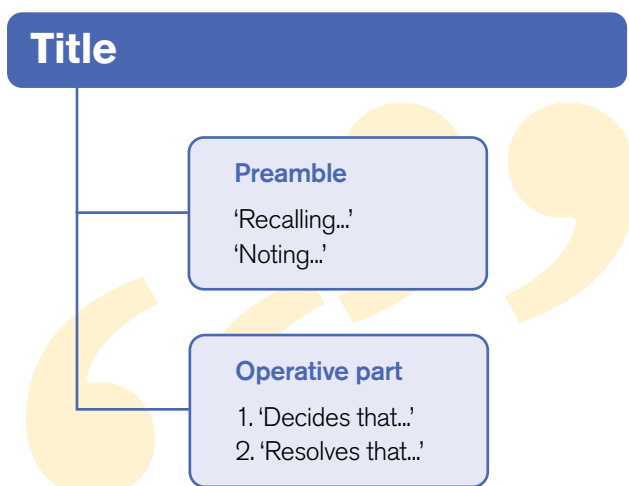 Title
Preamble
‘Recalling...’
‘Noting...’
Operative part
1. ‘Decides that...’
2. ‘Resolves that...’